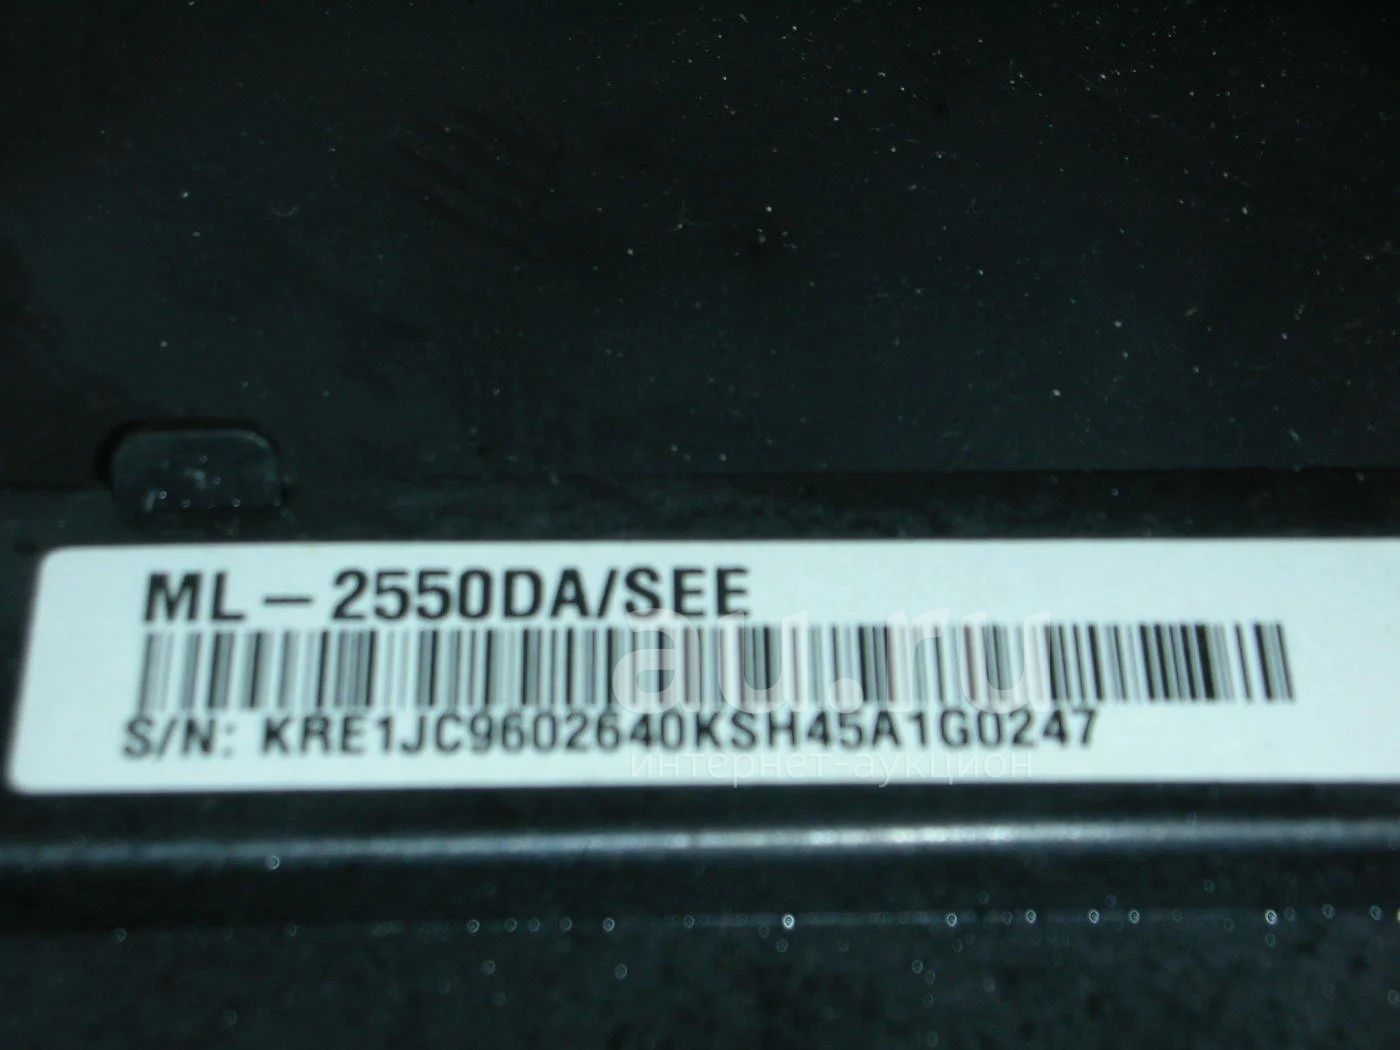 ML-2550DA/SEE
au.ru
S/N: KRE1JC9602640KSH45A1G0247
интернет-аукцион